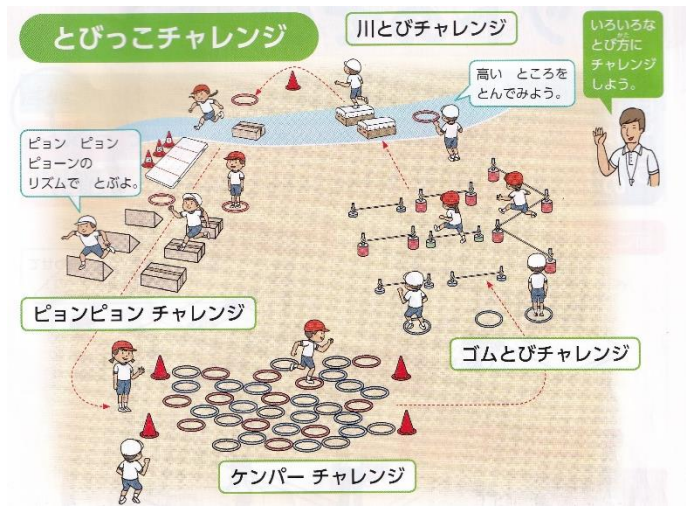 とびっこチャレンジ
川とびチャレンジ
いろいろな
とび方に
チャレンジ
しよう。
高い ところを
とんでみよう。
ピョン ピョン
ピョーンの
リズムで とぶよ。
ピョンピョン チャレンジ
ゴムとびチャレンジ
ケンパー チャレンジ